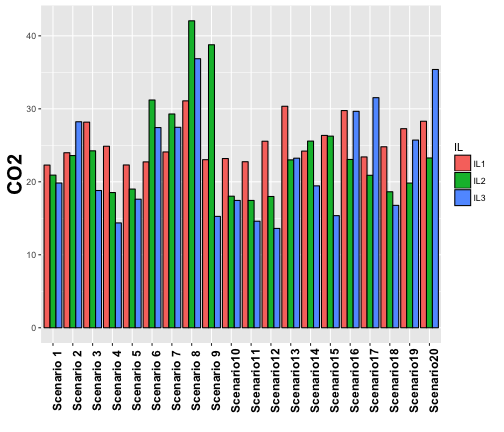 CO2
40
30
20
10
0
Scenario 1
Scenario 2
Scenario 3
Scenario 4
Scenario 5
Scenario 6
Scenario 7
Scenario 8
Scenario 9
Scenario10
Scenario11
Scenario12
Scenario13
Scenario14
Scenario15
Scenario16
Scenario17
Scenario18
Scenario19
Scenario20
IL
IL1
IL2
IL3